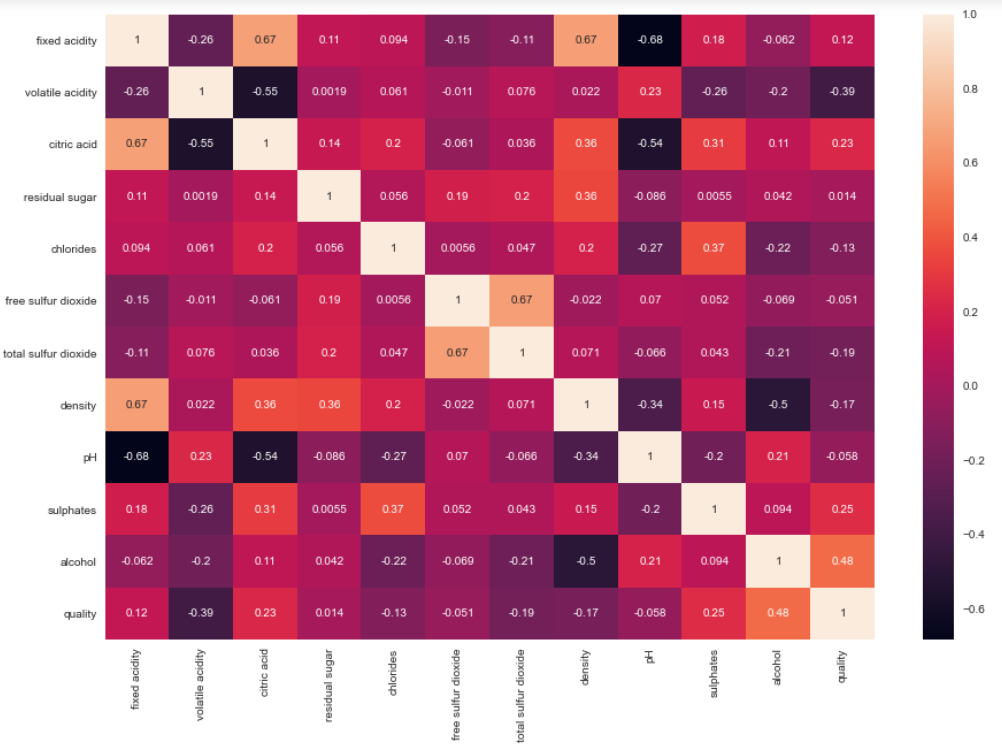 fixed acidity 1 -0.26 0.67 0.11 0.094 -0.15 -0.11 0.67 -0.68 0.18 -0.062 0.12
volatile acidity -0.26 1 -0.55 0.0019 0.061 -0.011 0.076 0.022 0.23 -0.26 -0.2 -0.39
citric acid 0.67 -0.55 1 0.14 0.2 -0.061 0.036 0.36 -0.54 0.31 0.11 0.23
residual sugar 0.11 0.0019 0.14 1 0.056 0.19 0.2 0.36 -0.086 0.0055 0.042 0.014
chlorides 0.094 0.061 0.2 0.056 1 0.0056 0.047 0.2 -0.27 0.37 -0.22 -0.13
free sulfur dioxide -0.15 -0.011 -0.061 0.19 0.0056 1 0.67 -0.022 0.07 0.052 -0.069 -0.051
total sulfur dioxide -0.11 0.076 0.036 0.2 0.047 0.67 1 0.071 -0.066 0.043 -0.21 -0.19
density 0.67 0.022 0.36 0.36 0.2 -0.022 0.071 1 -0.34 0.15 -0.5 -0.17
pH -0.68 0.23 -0.54 -0.086 -0.27 0.07 -0.066 -0.34 1 -0.2 0.21 -0.058
sulphates 0.18 -0.26 0.31 0.0055 0.37 0.052 0.043 0.15 -0.2 1 0.094 0.25
alcohol -0.062 -0.2 0.11 0.042 -0.22 -0.069 -0.21 -0.5 0.21 0.094 1 0.48
quality 0.12 -0.39 0.23 0.014 -0.13 -0.051 -0.19 -0.17 -0.058 0.25 0.48 1
fixed acidity
volatile acidity
citric acid
residual sugar
chlorides
free sulfur dioxide
total sulfur dioxide
density
pH
sulphates
alcohol
quality
1.0
0.8
0.6
0.4
0.2
0.0
−0.2
−0.4
−0.6